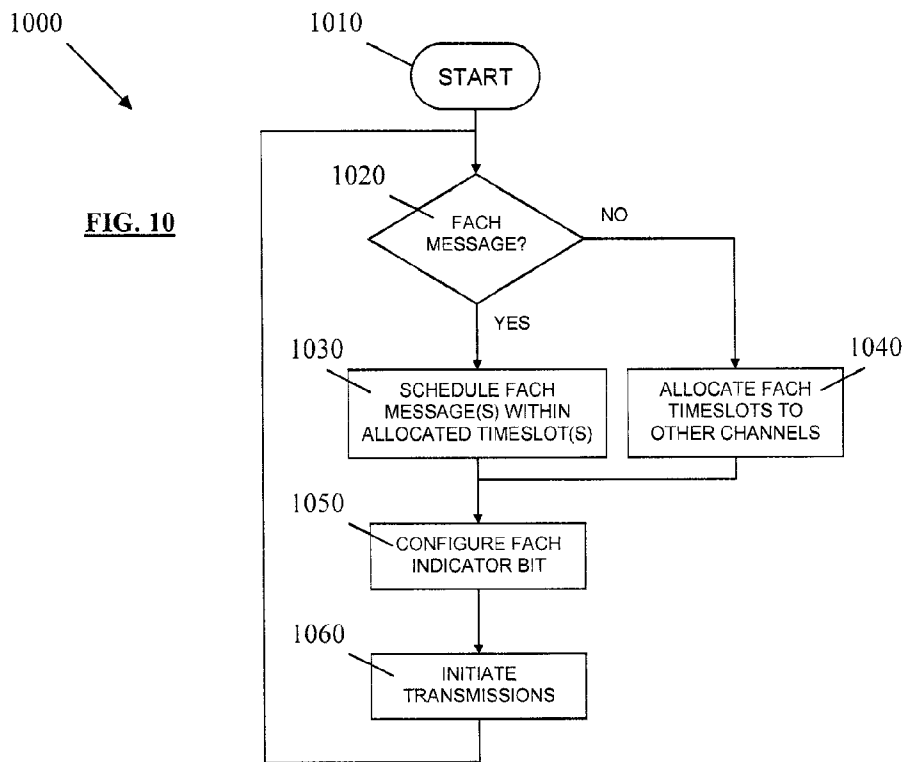 1000
1010
START
1020
FIG. 10
FACH
MESSAGE?
NO
YES
1030
1040
SCHEDULE FACH
MESSAGE(S) WITHIN
ALLOCATED TIMESLOT(S)
ALLOCATE FACH
TIMESLOTS TO
OTHER CHANNELS
1050
CONFIGURE FACH
INDICATOR BIT
1060
INITIATE
TRANSMISSIONS